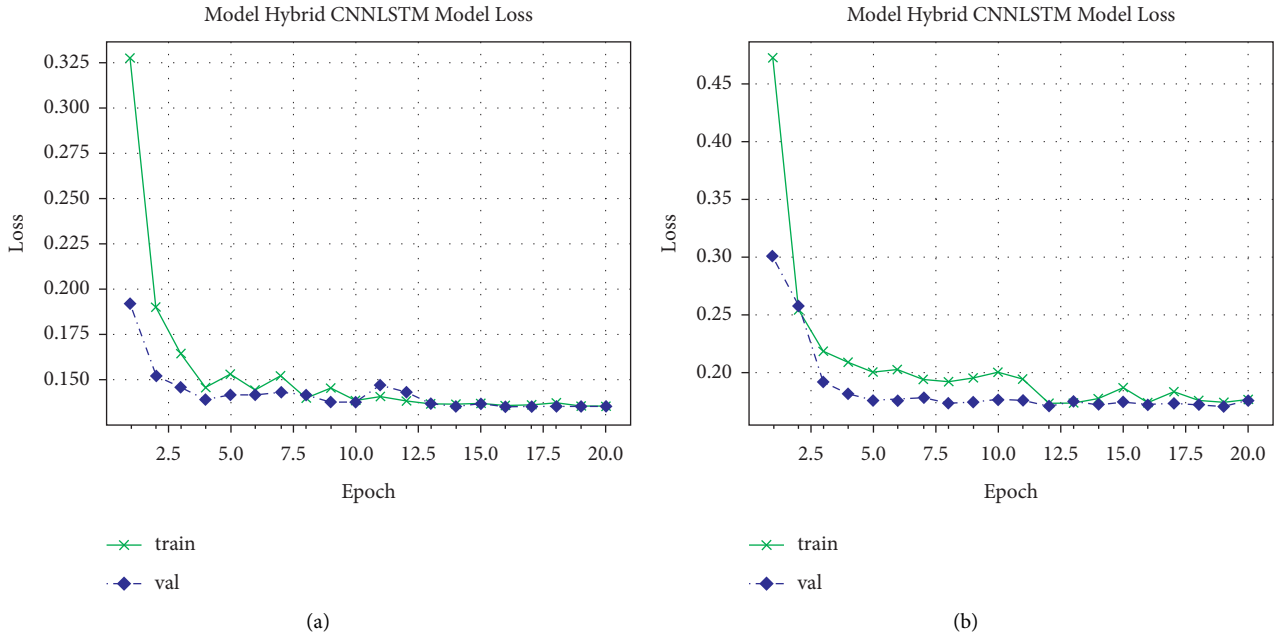 Model Hybrid CNNLSTM Model Loss
0.325
0.300
0.275
0.250
0.225
0.200
0.175
0.150
Loss
2.5 5.0 7.5 10.0 12.5 15.0 17.5 20.0
Epoch
train
val
(a)
Model Hybrid CNNLSTM Model Loss
0.45
0.40
0.35
0.30
0.25
0.20
Loss
2.5 5.0 7.5 10.0 12.5 15.0 17.5 20.0
Epoch
train
val
(b)